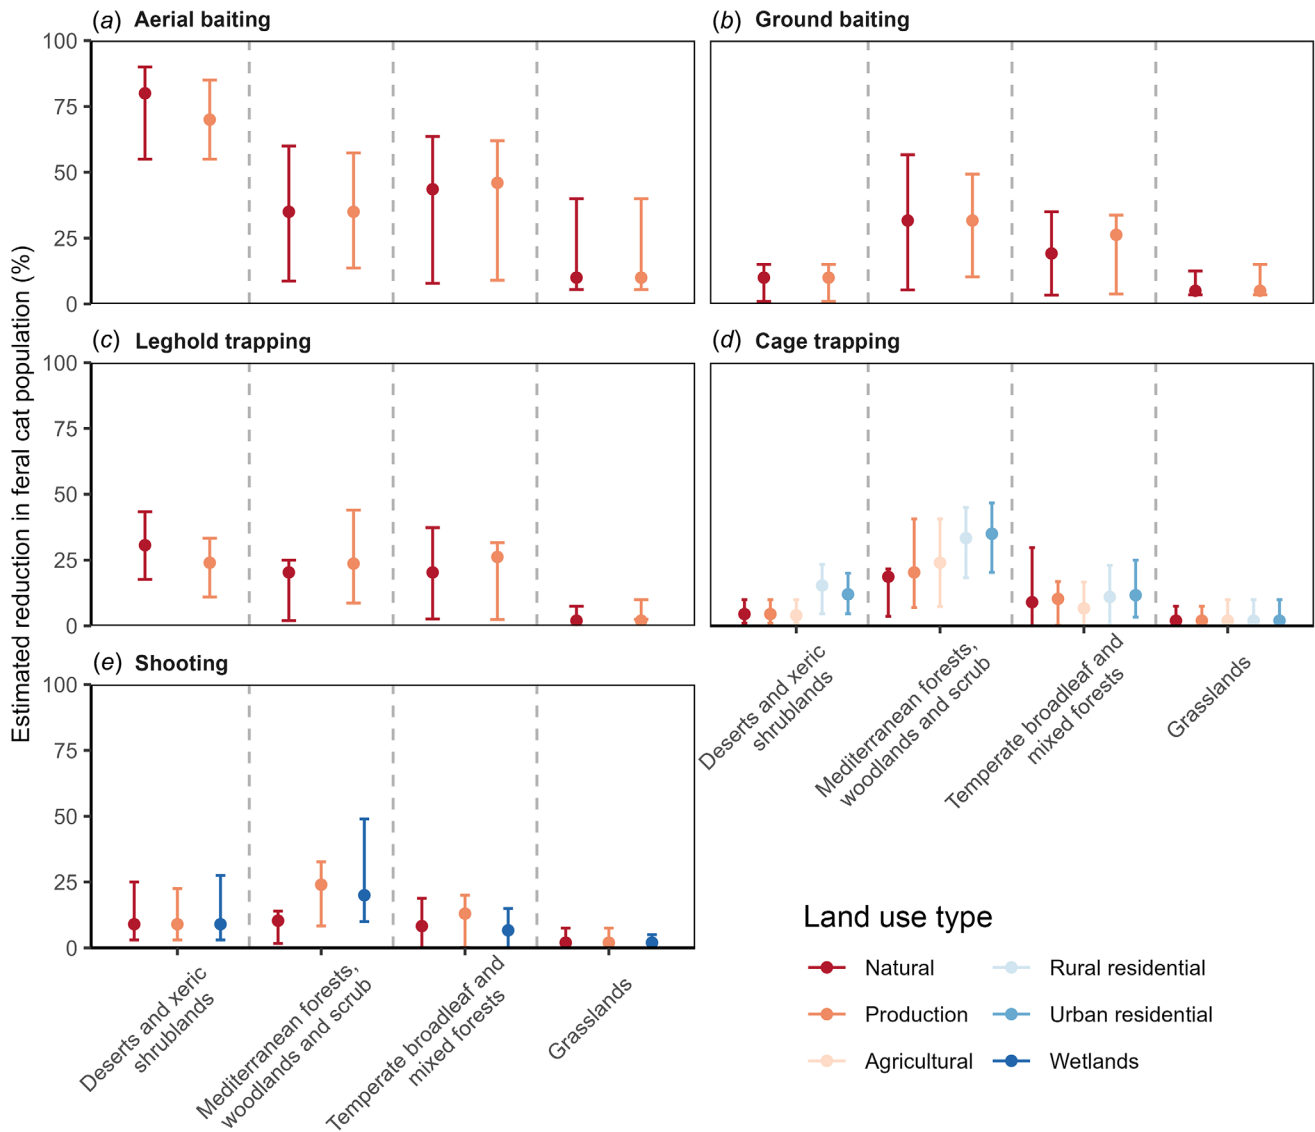 (a) Aerial baiting
(b) Ground baiting
100
75
50
25
0
(c) Leghold trapping
(d) Cage trapping
100
75
50
25
0
Estimated reduction in feral cat population (%)
(e) Shooting
100
75
50
25
0
Deserts and xeric
shrublands
Mediterranean forests,
woodlands and scrub
Temperate broadleaf and
mixed forests
Grasslands
Deserts and xeric
shrublands
Mediterranean forests,
woodlands and scrub
Temperate broadleaf and
mixed forests
Grasslands
Land use type
Natural
Production
Agricultural
Rural residential
Urban residential
Wetlands